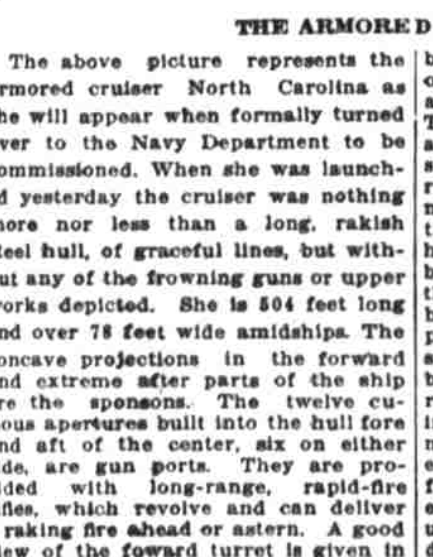 THE ARMORED
The above picture represents the
rmored cruiser North Carolina as
he will appear when formally turned
ver to the Navy Department to be
ommissioned. When she was launch-
d yesterday the cruiser was nothing
nore nor less than a long, rakish
teel hull, of graceful lines, but with-
ut any of the frowning guns or upper
orks depicted. She is 504 feet long
nd over 78 feet wide amidships. The
oncave projections in the forward
nd extreme after parts of the ship
re the sponsons. The twelve cu-
ious apertures built into the hull fore
nd aft of the center, six on either
ide, are gun ports. They are pro-
ided with long-range, rapid-fire
ifles, which revolve and can deliver
raking fire ahead or astern. A good
iew of the foward turret is given in